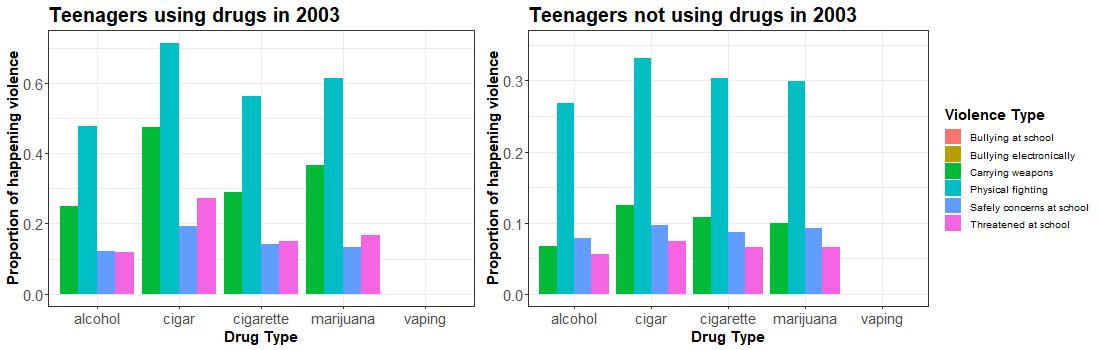 Teenagers using drugs in 2003
Proportion of happening violence
0.6
0.4
0.2
0.0
alcohol cigar cigarette marijuana vaping
Drug Type
Teenagers not using drugs in 2003
Proportion of happening violence
0.3
0.2
0.1
0.0
alcohol cigar cigarette marijuana vaping
Drug Type
Violence Type
Bullying at school
Bullying electronically
Carrying weapons
Physical fighting
Safely concerns at school
Threatened at school